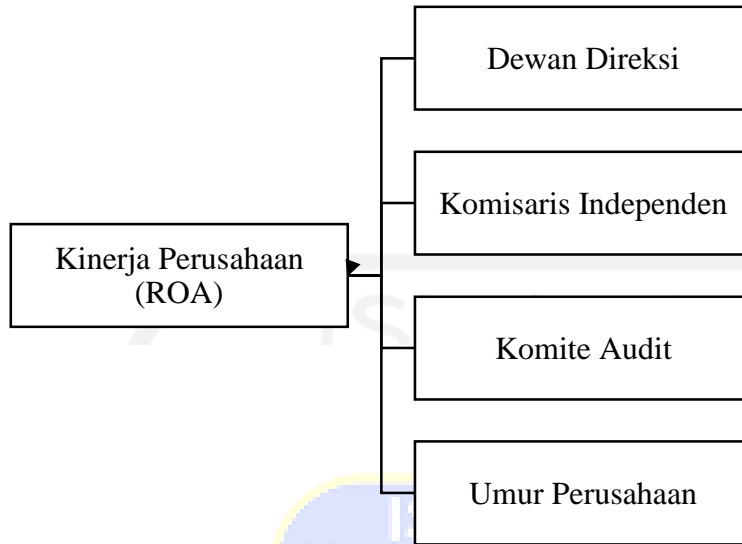 Dewan Direksi
Komisaris Independen
Kinerja Perusahaan
(ROA)
Komite Audit
Umur Perusahaan